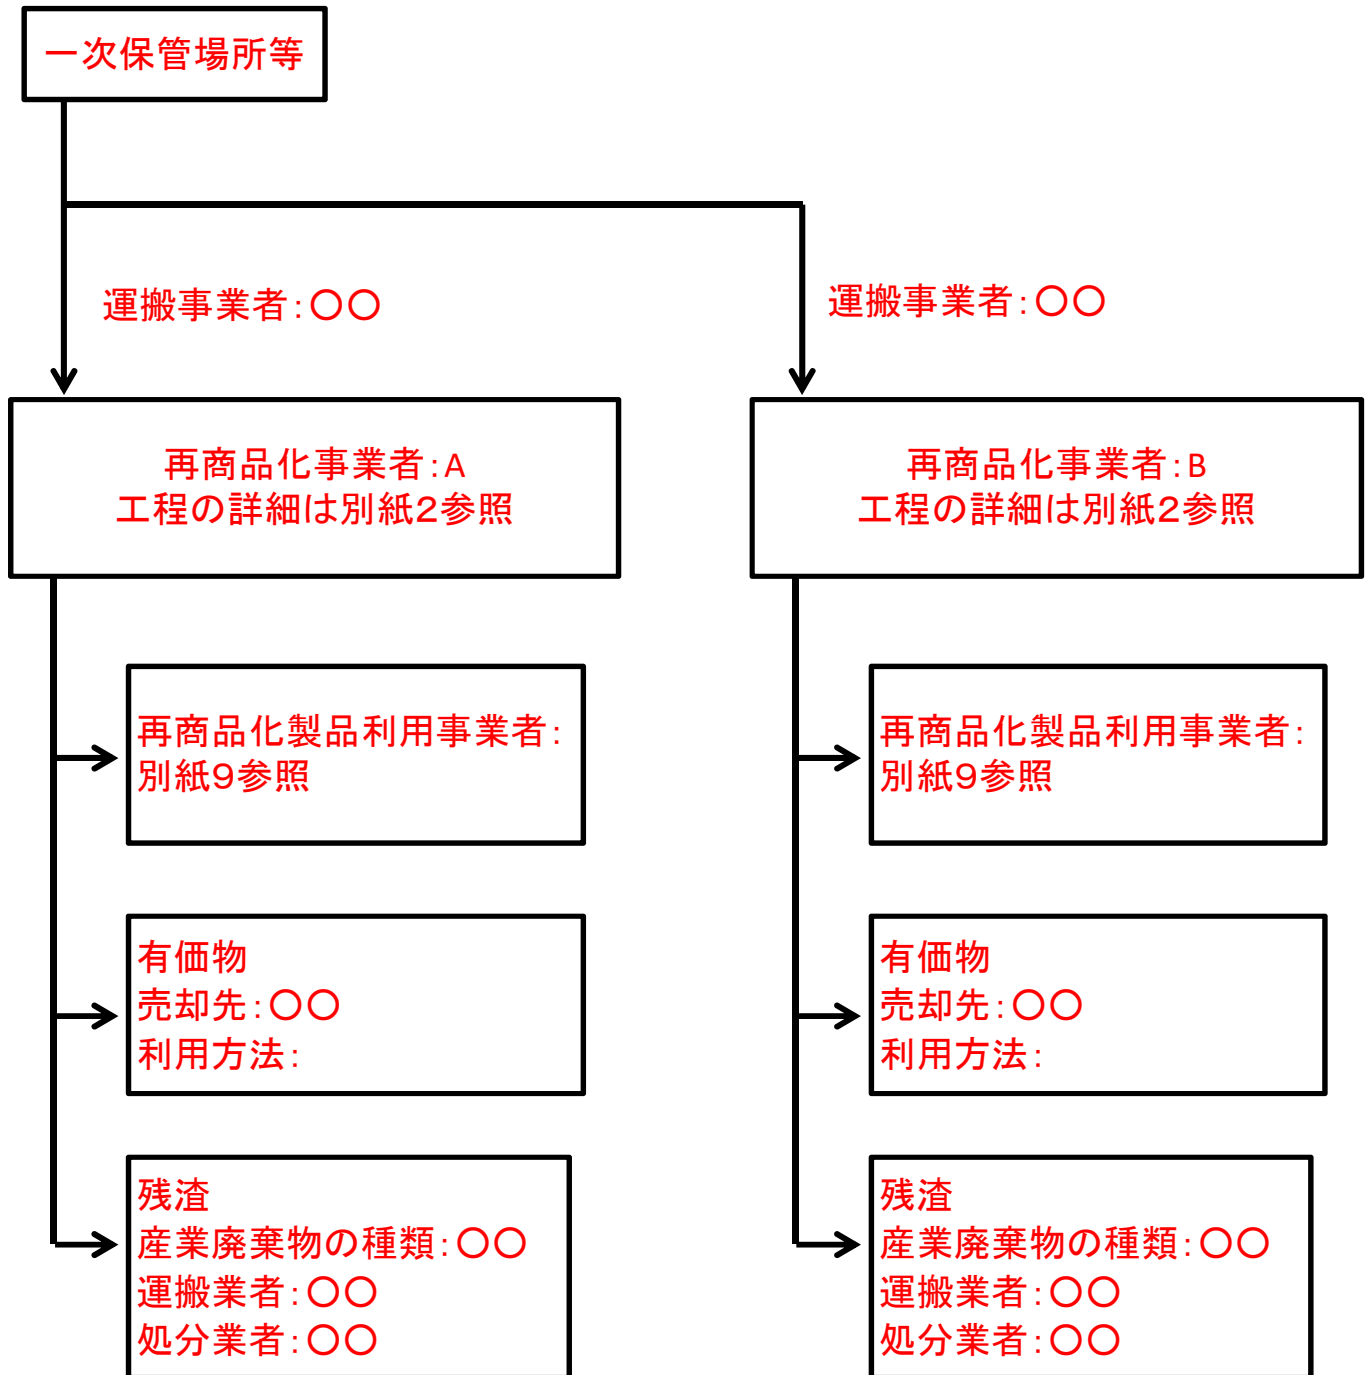 一次保管場所等
運搬事業者：〇〇
運搬事業者：〇〇
再商品化事業者：A
工程の詳細は別紙２参照
再商品化事業者：B
工程の詳細は別紙２参照
再商品化製品利用事業者：
別紙９参照
再商品化製品利用事業者：
別紙９参照
有価物
売却先：〇〇
利用方法：
有価物
売却先：〇〇
利用方法：
残渣
産業廃棄物の種類：〇〇
運搬業者：〇〇
処分業者：〇〇
残渣
産業廃棄物の種類：〇〇
運搬業者：〇〇
処分業者：〇〇